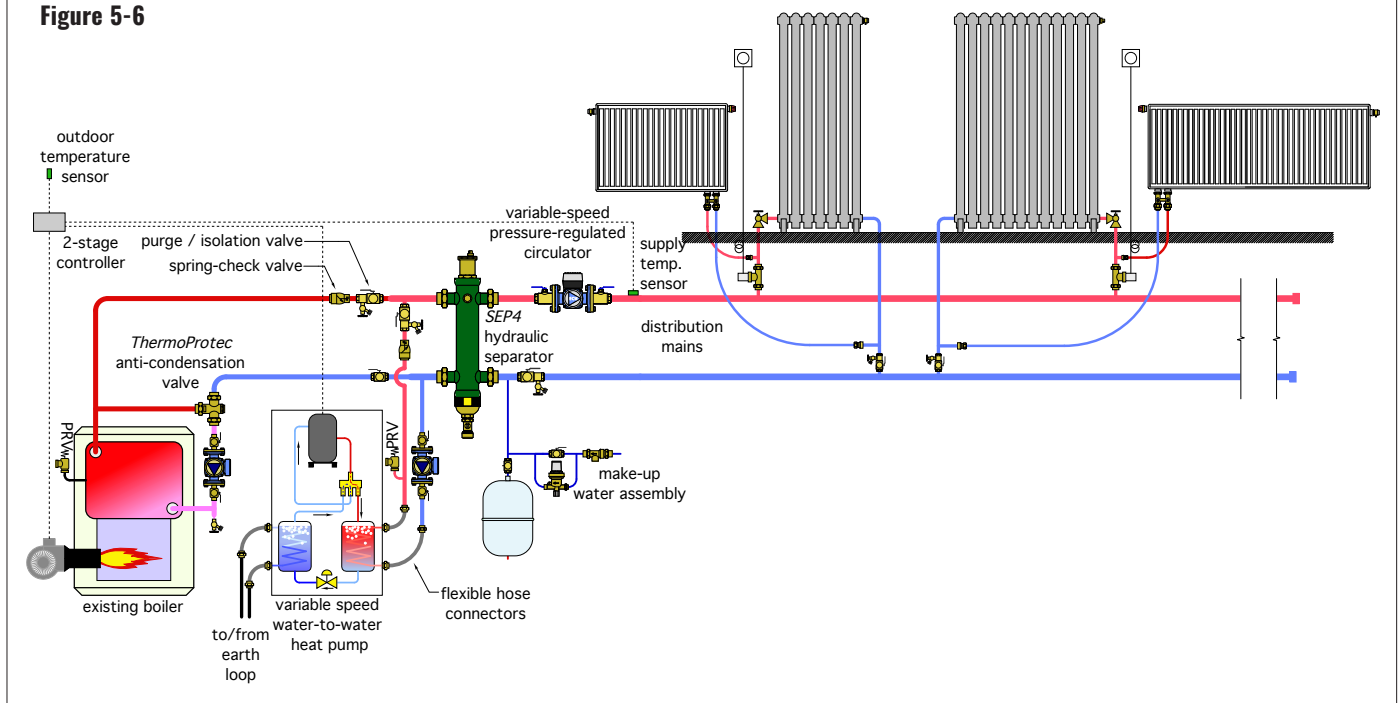 Figure 5-6
outdoor
temperature
sensor
2-stage
controller
purge / isolation valve
spring-check valve
variable-speed
pressure-regulated
circulator
supply
temp.
sensor
SEP4
hydraulic
separator
distribution
mains
ThermoProtec
anti-condensation
valve
PRV
PRV
make-up
water assembly
existing boiler
variable speed
water-to-water
heat pump
flexible hose
connectors
to/from
earth
loop